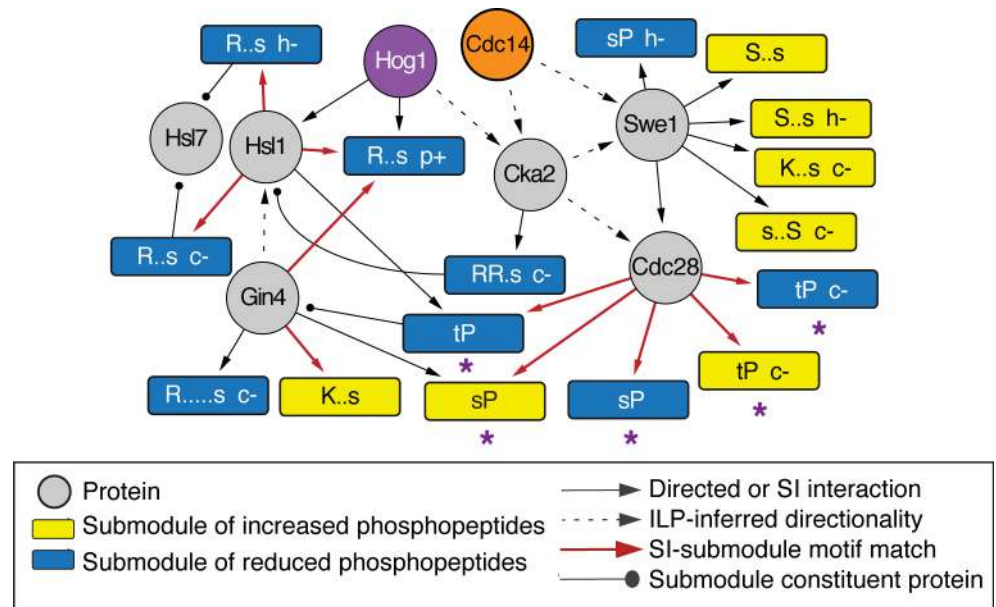 R..s h-
Hog1
Cdc14
sP h-
S..s
Hsl7
Hsl1
R..s p+
Cka2
Swe1
S..s h-
K..s c-
s..S c-
R..s c-
Gin4
RR.s c-
Cdc28
tP c-
*
tP
*
tP c-
*
R.....s c-
K..s
sP
*
sP
*
Protein
Submodule of increased phosphopeptides
Submodule of reduced phosphopeptides
Directed or SI interaction
ILP-inferred directionality
SI-submodule motif match
Submodule constituent protein